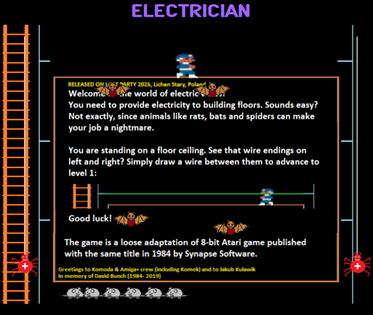 ELECTRICIAN
RELEASED ON LOST PARTY 2026, Lichen Stary, Poland
Welcome the world of electric
You need to provide electricity to building floors. Sounds easy?
Not exactly, since animals like rats, bats and spiders can make
your job a nightmare.
You are standing on a floor ceiling. See that wire endings on
left and right? Simply draw a wire between them to advance to
level 1:
Good luck!
The game is a loose adaptation of 8-bit Atari game published
with the same title in 1984 by Synapse Software.
Greetings to Komoda & Amiga+ crew (including Komek) and to Jakub Kulawik
In memory of David Bunch (1984- 2019)